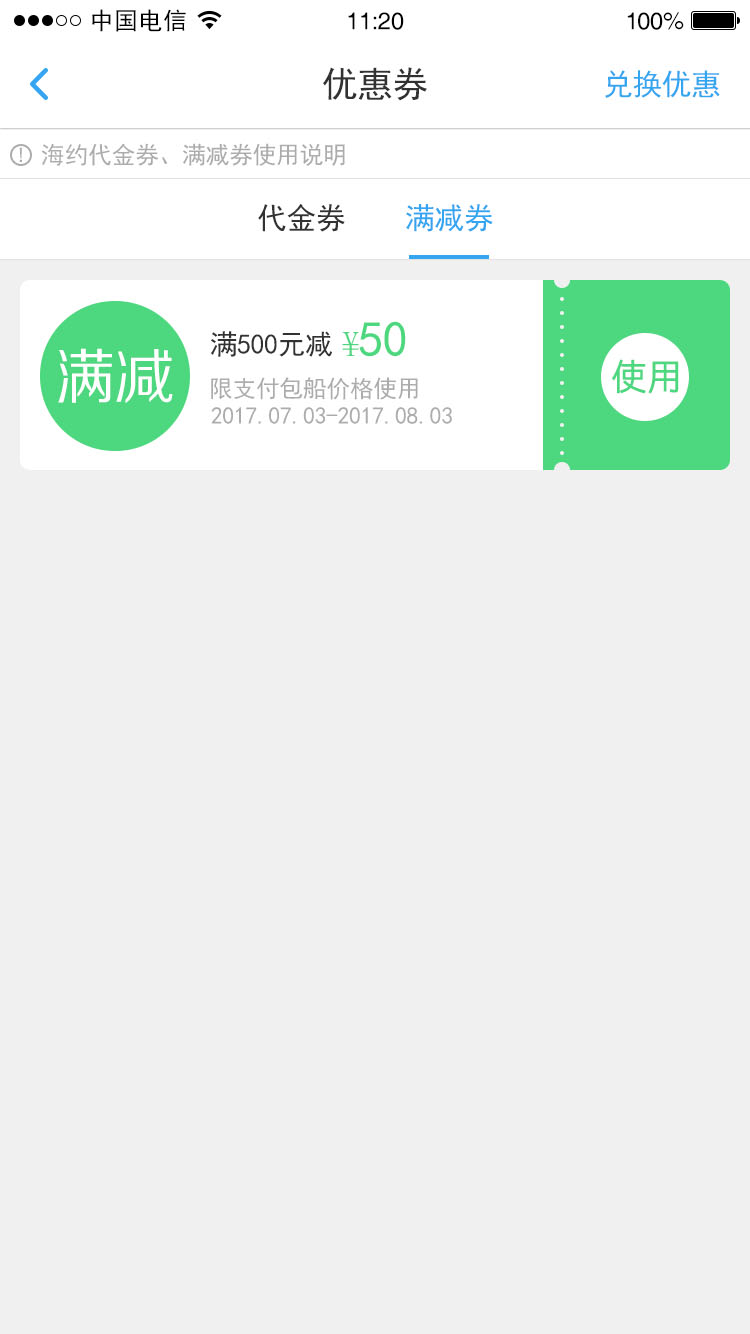 中国电信 11:20 100%
优惠券 兑换优惠
海约代金券、满减券使用说明
代金券 满减券
满减
满500元减 ¥50
限支付包船价格使用
2017.07.03-2017.08.03
使用